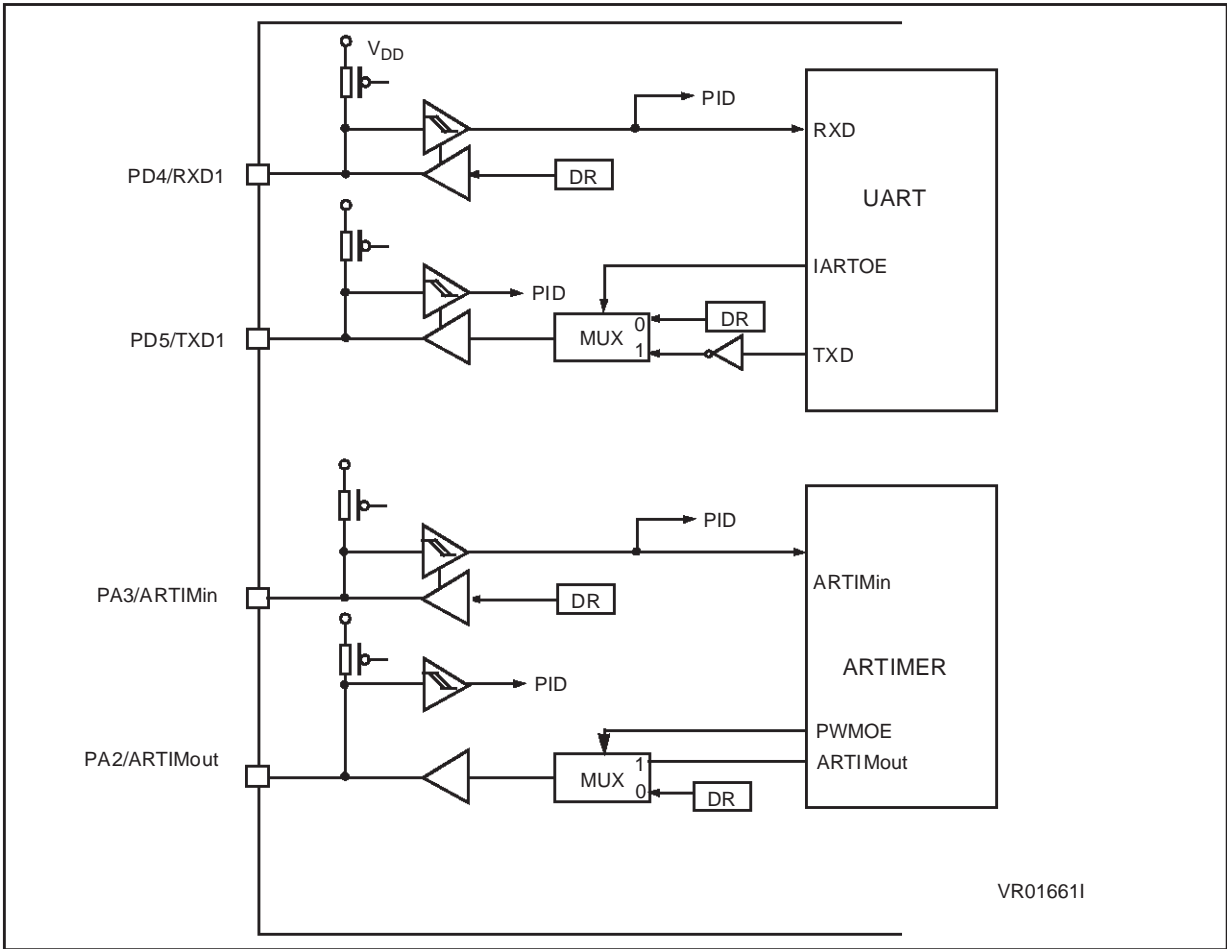 VDD
PID
RXD
PD4/RXD1
DR
UART
IARTOE
PID
DR
PD5/TXD1
MUX
0
1
TXD
PID
ARTIMin
PA3/ARTIMin
DR
ARTIMER
PID
PWMOE
PA2/ARTIMout
MUX
1
0
ARTIMout
DR
VR01661I